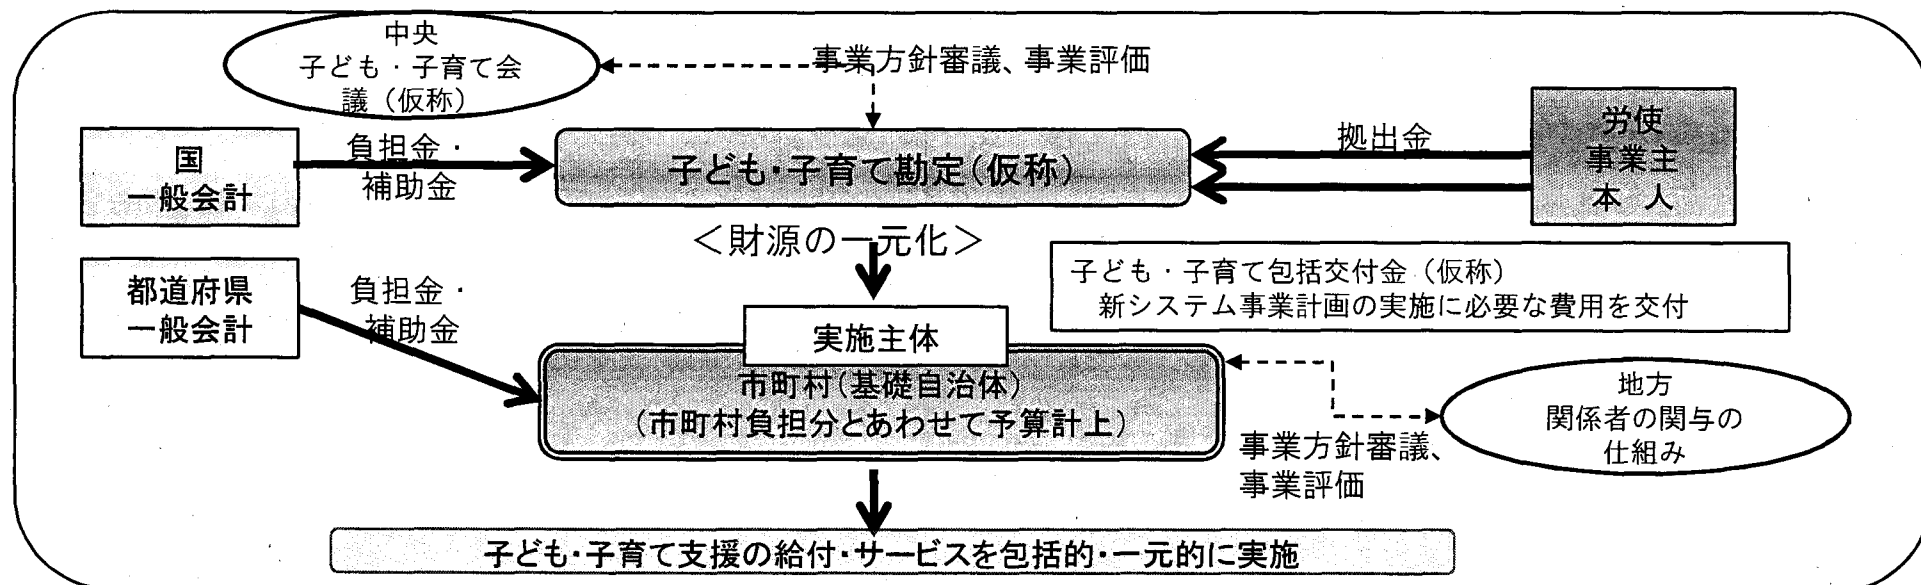 中央
子ども・子育て会
議（仮称）
事業方針審議、事業評価
国
一般会計
負担金・
補助金
子ども・子育て勘定（仮称）
拠出金
労使
事業主
本 人
＜財源の一元化＞
都道府県
一般会計
負担金・
補助金
子ども・子育て包括交付金（仮称）
新システム事業計画の実施に必要な費用を交付
実施主体
市町村（基礎自治体）
（市町村負担分とあわせて予算計上）
事業方針審議、
事業評価
地方
関係者の関与の
仕組み
子ども・子育て支援の給付・サービスを包括的・一元的に実施